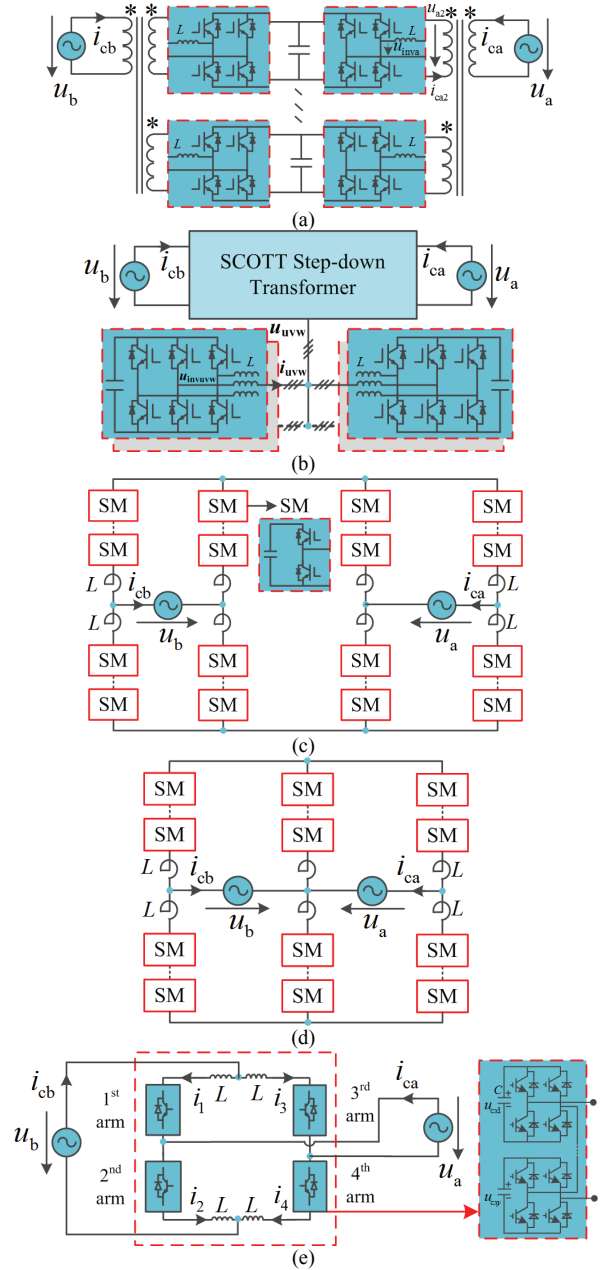 * * * *
L L
u_a2
u_inva
i_cb i_ca
u_b u_a
i_ca2
* *
L L
(a)
u_b i_cb SCOTT Step-down Transformer i_ca u_a
u_uvw
L u_invuvw i_uvw L
(b)
SM SM SM SM
SM
SM SM SM SM
L i_cb i_ca L
L u_b u_a L
SM SM SM SM
SM SM SM SM
(c)
SM SM SM
SM SM SM
L i_cb i_ca L
L u_b u_a L
SM SM SM
SM SM SM
(d)
i_cb
1st arm i_1 L L i_3 3rd arm i_ca
C + u_cx1
u_b
2nd arm i_2 L L i_4 4th arm
u_a
+ u_cxy
(e)